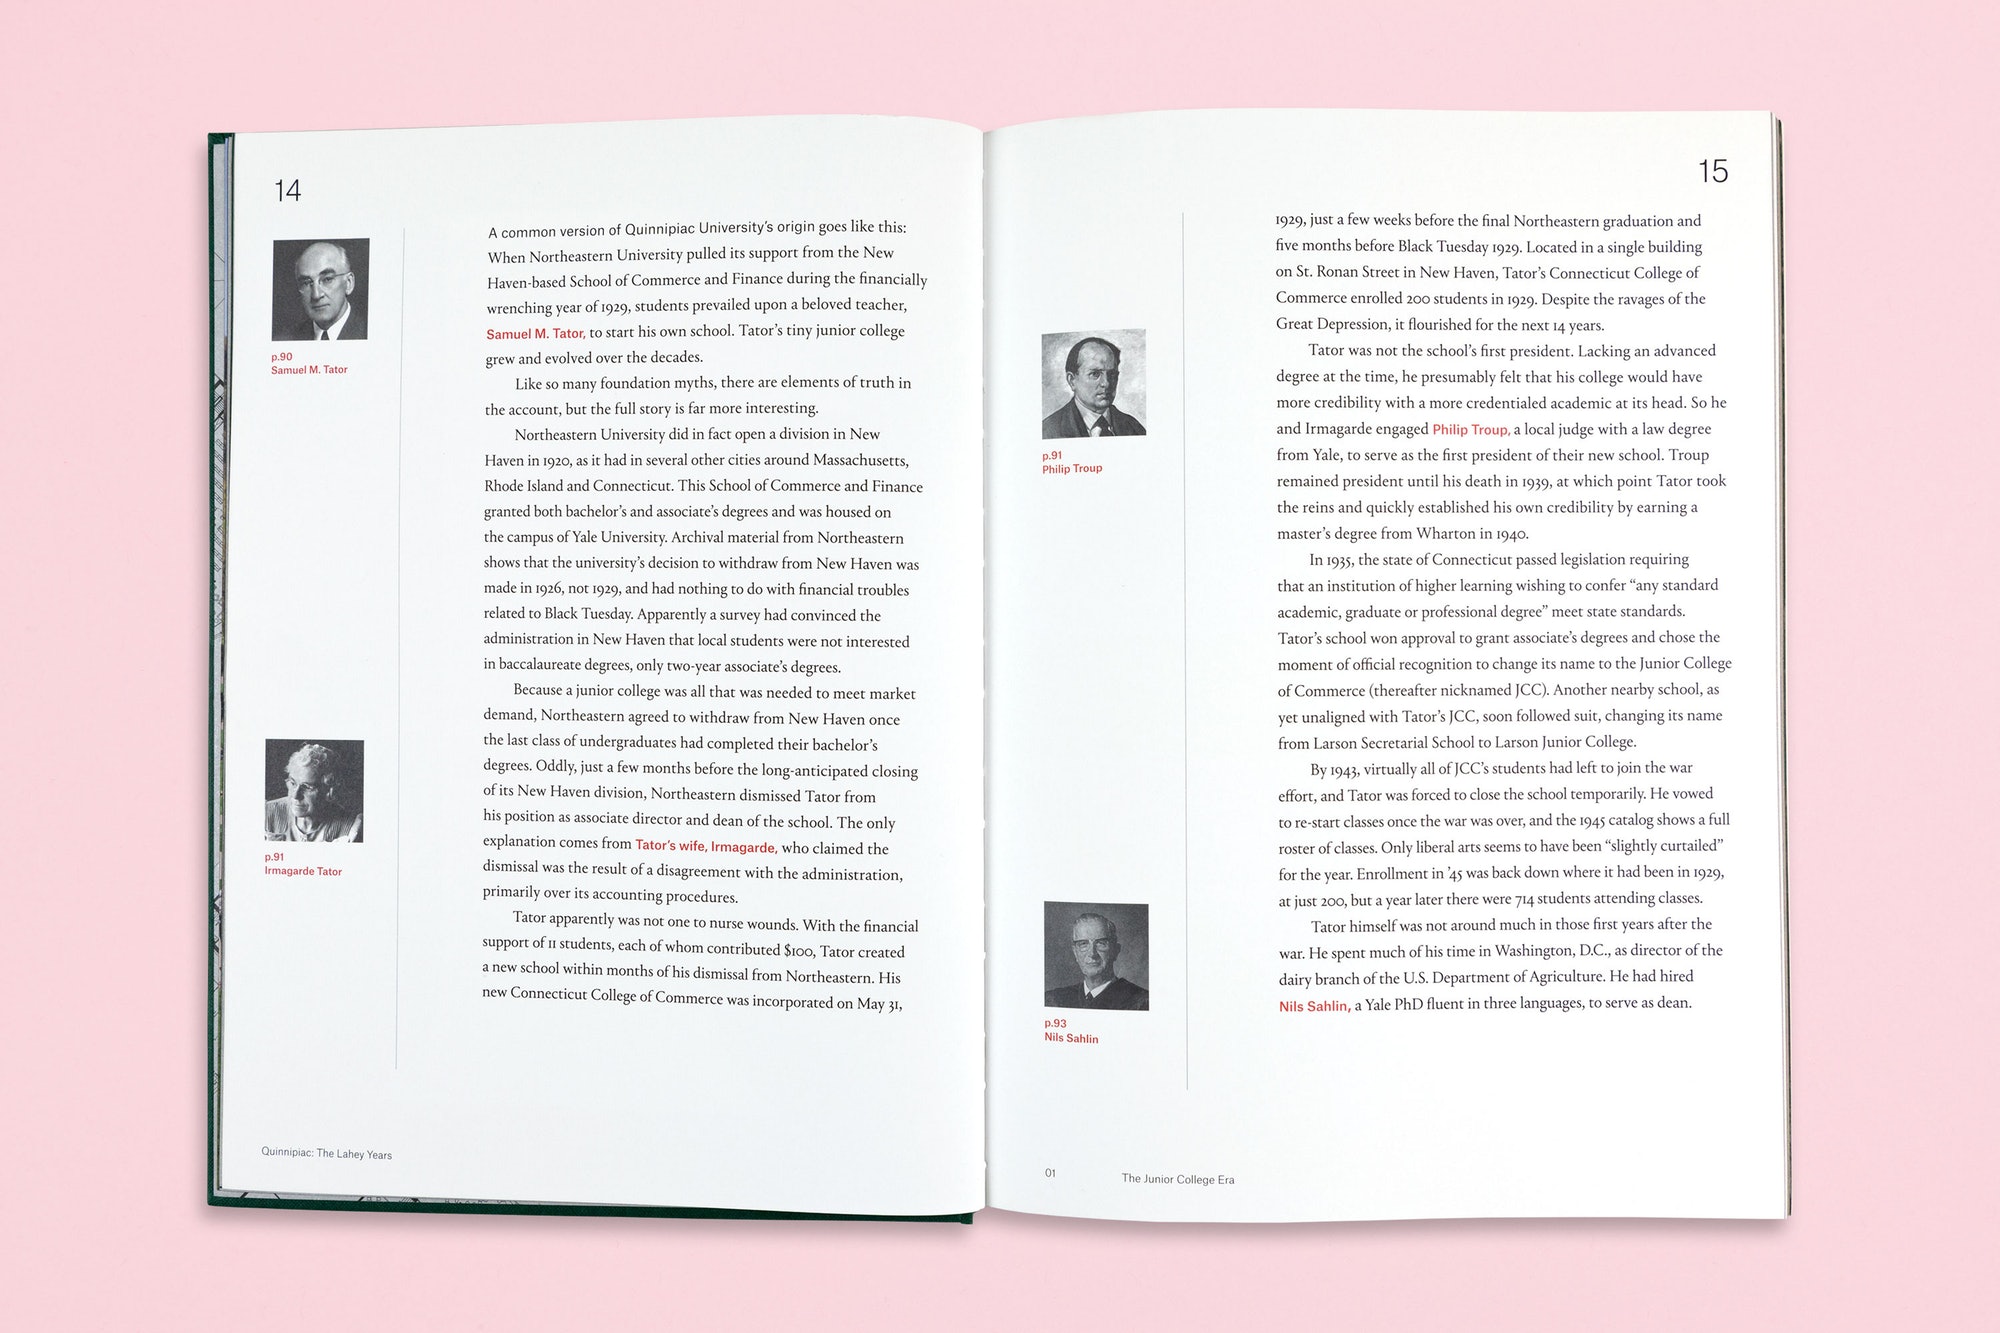 14
p.90
Samuel M. Tator
p.91
Irmagarde Tator
A common version of Quinnipiac University's origin goes like this:
When Northeastern University pulled its support from the New
Haven-based School of Commerce and Finance during the financially
wrenching year of 1929, students prevailed upon a beloved teacher,
Samuel M. Tator, to start his own school. Tator's tiny junior college
grew and evolved over the decades.
Like so many foundation myths, there are elements of truth in
the account, but the full story is far more interesting.
Northeastern University did in fact open a division in New
Haven in 1920, as it had in several other cities around Massachusetts,
Rhode Island and Connecticut. This School of Commerce and Finance
granted both bachelor's and associate's degrees and was housed on
the campus of Yale University. Archival material from Northeastern
shows that the university's decision to withdraw from New Haven was
made in 1926, not 1929, and had nothing to do with financial troubles
related to Black Tuesday. Apparently a survey had convinced the
administration in New Haven that local students were not interested
in baccalaureate degrees, only two-year associate's degrees.
Because a junior college was all that was needed to meet market
demand, Northeastern agreed to withdraw from New Haven once
the last class of undergraduates had completed their bachelor's
degrees. Oddly, just a few months before the long-anticipated closing
of its New Haven division, Northeastern dismissed Tator from
his position as associate director and dean of the school. The only
explanation comes from Tator's wife, Irmagarde, who claimed the
dismissal was the result of a disagreement with the administration,
primarily over its accounting procedures.
Tator apparently was not one to nurse wounds. With the financial
support of 11 students, each of whom contributed $100, Tator created
a new school within months of his dismissal from Northeastern. His
new Connecticut College of Commerce was incorporated on May 31,
Quinnipiac: The Lahey Years
15
p.91
Philip Troup
p.93
Nils Sahlin
1929, just a few weeks before the final Northeastern graduation and
five months before Black Tuesday 1929. Located in a single building
on St. Ronan Street in New Haven, Tator's Connecticut College of
Commerce enrolled 200 students in 1929. Despite the ravages of the
Great Depression, it flourished for the next 14 years.
Tator was not the school's first president. Lacking an advanced
degree at the time, he presumably felt that his college would have
more credibility with a more credentialed academic at its head. So he
and Irmagarde engaged Philip Troup, a local judge with a law degree
from Yale, to serve as the first president of their new school. Troup
remained president until his death in 1939, at which point Tator took
the reins and quickly established his own credibility by earning a
master's degree from Wharton in 1940.
In 1935, the state of Connecticut passed legislation requiring
that an institution of higher learning wishing to confer “any standard
academic, graduate or professional degree” meet state standards.
Tator's school won approval to grant associate's degrees and chose the
moment of official recognition to change its name to the Junior College
of Commerce (thereafter nicknamed JCC). Another nearby school, as
yet unaligned with Tator's JCC, soon followed suit, changing its name
from Larson Secretarial School to Larson Junior College.
By 1943, virtually all of JCC's students had left to join the war
effort, and Tator was forced to close the school temporarily. He vowed
to re-start classes once the war was over, and the 1945 catalog shows a full
roster of classes. Only liberal arts seems to have been “slightly curtailed”
for the year. Enrollment in '45 was back down where it had been in 1929,
at just 200, but a year later there were 714 students attending classes.
Tator himself was not around much in those first years after the
war. He spent much of his time in Washington, D.C., as director of the
dairy branch of the U.S. Department of Agriculture. He had hired
Nils Sahlin, a Yale PhD fluent in three languages, to serve as dean.
01
The Junior College Era